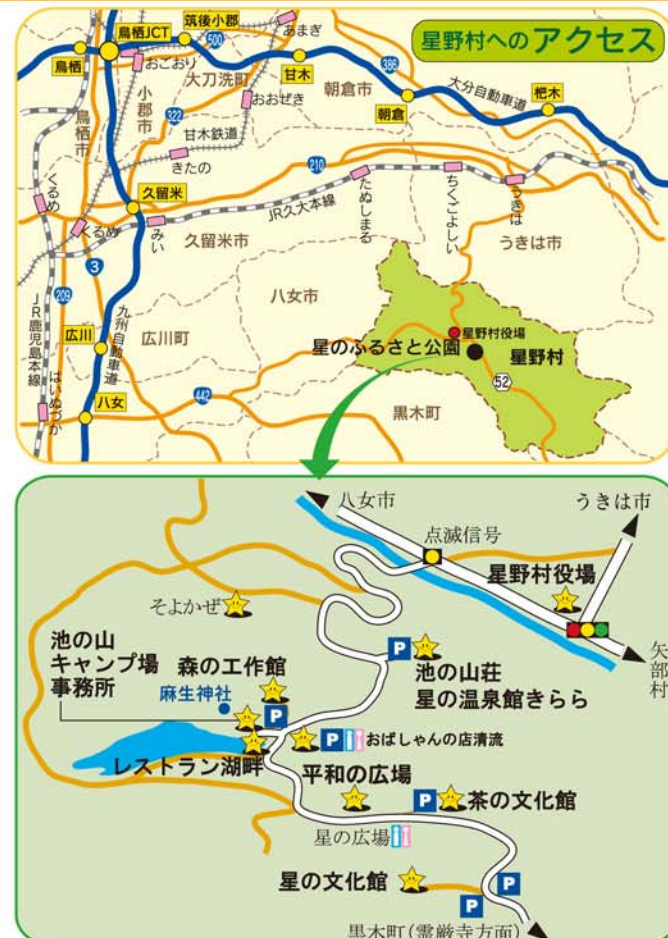 星野村へのアクセス
鳥栖JCT
筑後小郡
あまぎ
500
鳥栖
おごおり
大刀洗町
甘木
386
朝倉市
大分自動車道
杷木
鳥栖市
小郡市
322
おおぜき
朝倉
甘木鉄道
きたの
210
くるめ
久留米
JR久大本線
たぬしまる
ちくごよしい
うきは
くるめ
みい
久留米市
うきは市
3
209
八女市
JR鹿児島本線
広川
九州自動車道
広川町
星野村役場
星のふるさと公園
星野村
52
はいぬづか
八女
442
黒木町
八女市
うきは市
点滅信号
星野村役場
そよかぜ
矢部村
池の山
キャンプ場
事務所
森の工作館
麻生神社
P
池の山荘
星の温泉館きらら
P
P
おばしゃんの店清流
レストラン湖畔
平和の広場
P
茶の文化館
星の広場
星の文化館
P
P
黒木町(霊厳寺方面)